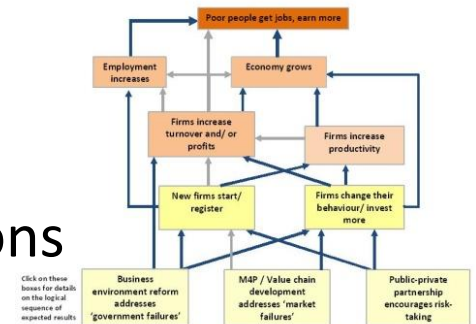 Poor people get jobs, earn more
Employment
increases
Economy grows
Firms increase
turnover and/ or
profits
Firms increase
productivity
New firms start/
register
Firms change their
behaviour/ invest
more
ons
Click on these
boxes for details
on the logical
sequence of
expected results
Business
environment reform
addresses
'government failures'
M4P / Value chain
development
addresses 'market
failures'
Public-private
partnership
encourages risk-
taking